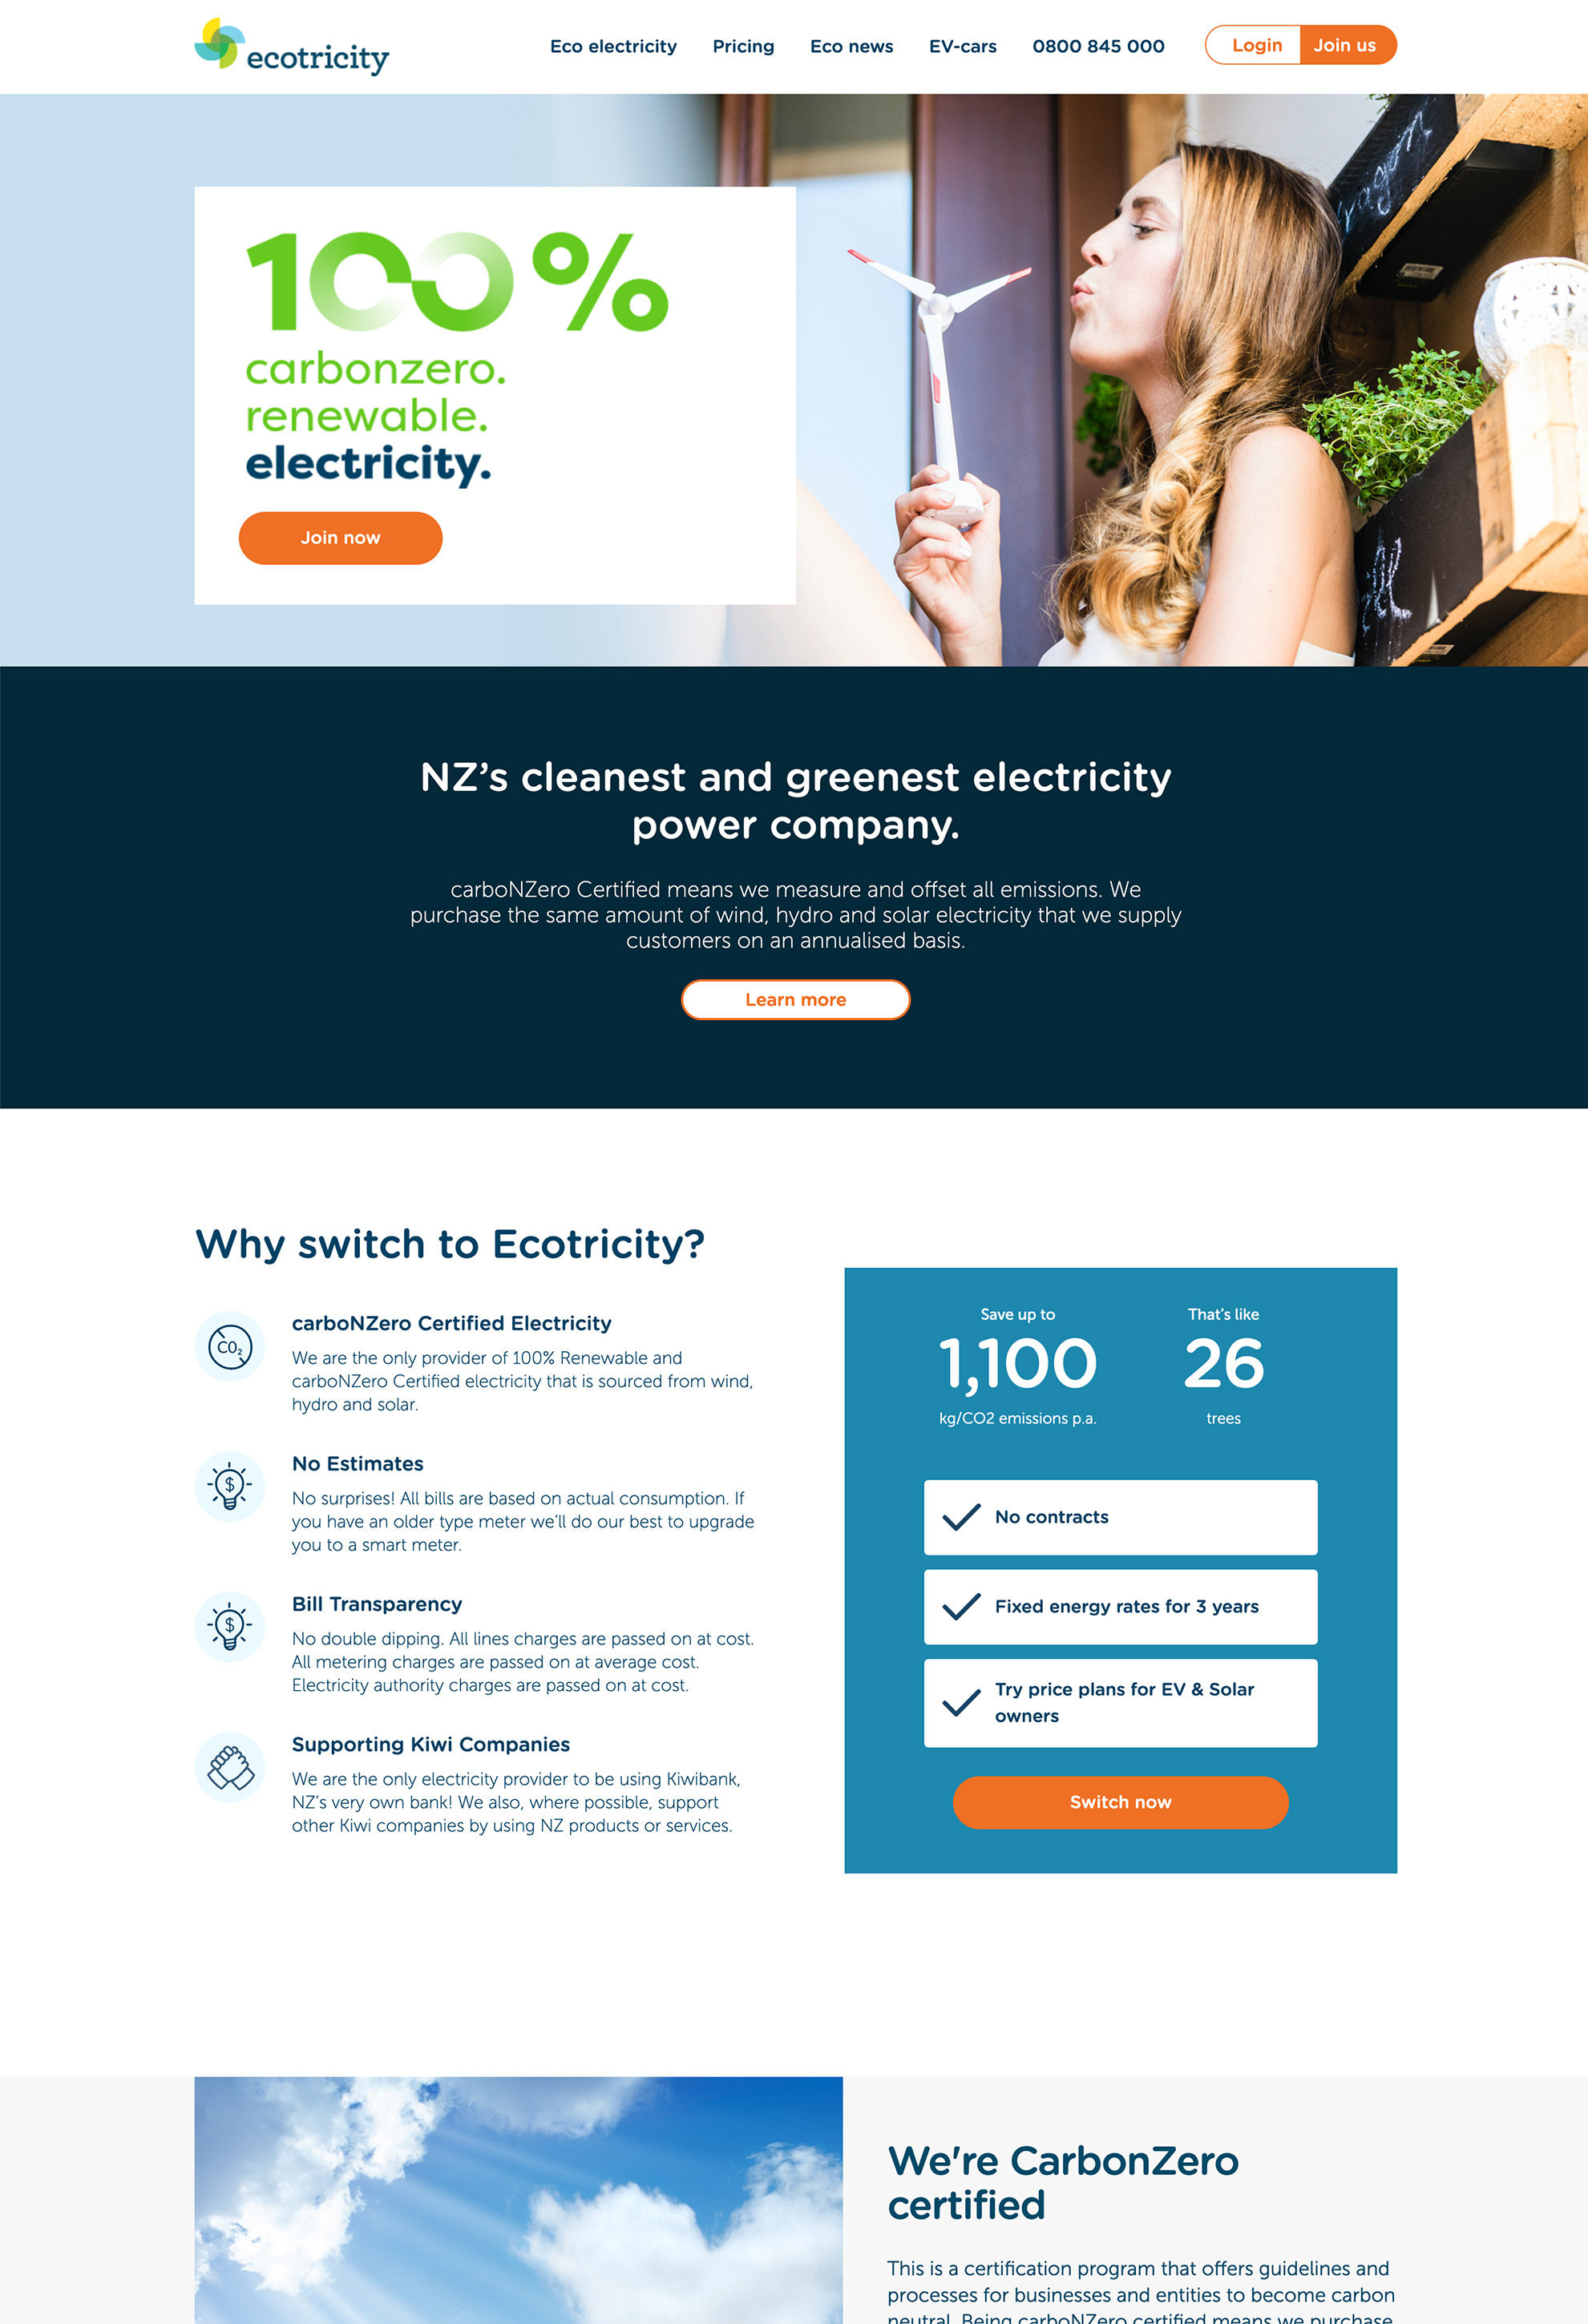 ecotricity
Eco electricity
Pricing
Eco news
EV-cars
0800 845 000
Login
Join us
100%
carbonzero.
renewable.
electricity.
Join now
NZ’s cleanest and greenest electricity
power company.
carboNZero Certified means we measure and offset all emissions. We
purchase the same amount of wind, hydro and solar electricity that we supply
customers on an annualised basis.
Learn more
Why switch to Ecotricity?
CO₂
carboNZero Certified Electricity
We are the only provider of 100% Renewable and
carboNZero Certified electricity that is sourced from wind,
hydro and solar.
$
No Estimates
No surprises! All bills are based on actual consumption. If
you have an older type meter we’ll do our best to upgrade
you to a smart meter.
$
Bill Transparency
No double dipping. All lines charges are passed on at cost.
All metering charges are passed on at average cost.
Electricity authority charges are passed on at cost.
Supporting Kiwi Companies
We are the only electricity provider to be using Kiwibank,
NZ’s very own bank! We also, where possible, support
other Kiwi companies by using NZ products or services.
Save up to
1,100
kg/CO2 emissions p.a.
That’s like
26
trees
No contracts
Fixed energy rates for 3 years
Try price plans for EV & Solar
owners
Switch now
We're CarbonZero
certified
This is a certification program that offers guidelines and
processes for businesses and entities to become carbon
neutral. Being carboNZero certified means we purchase